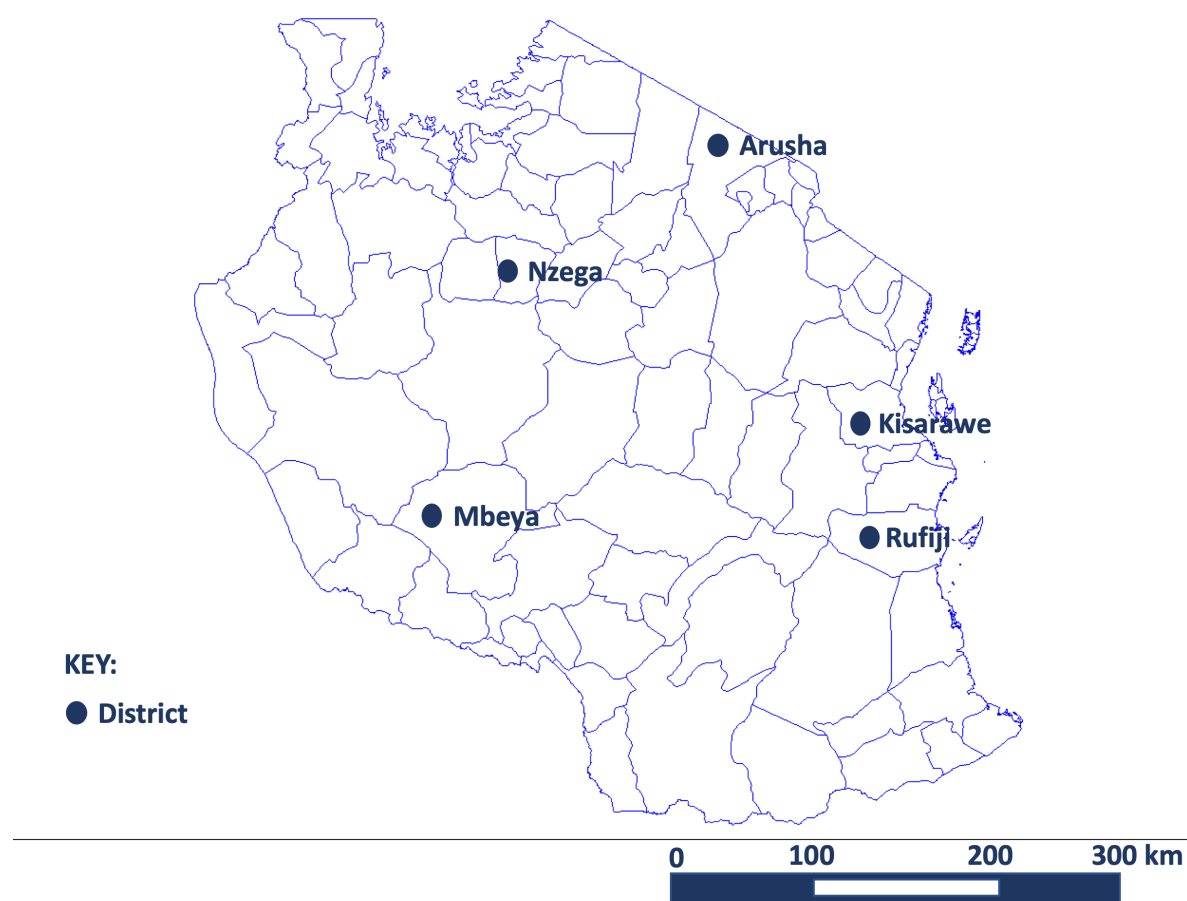 Arusha
Nzega
Kisarawe
Mbeya
Rufiji
KEY:
District
0 100 200 300 km